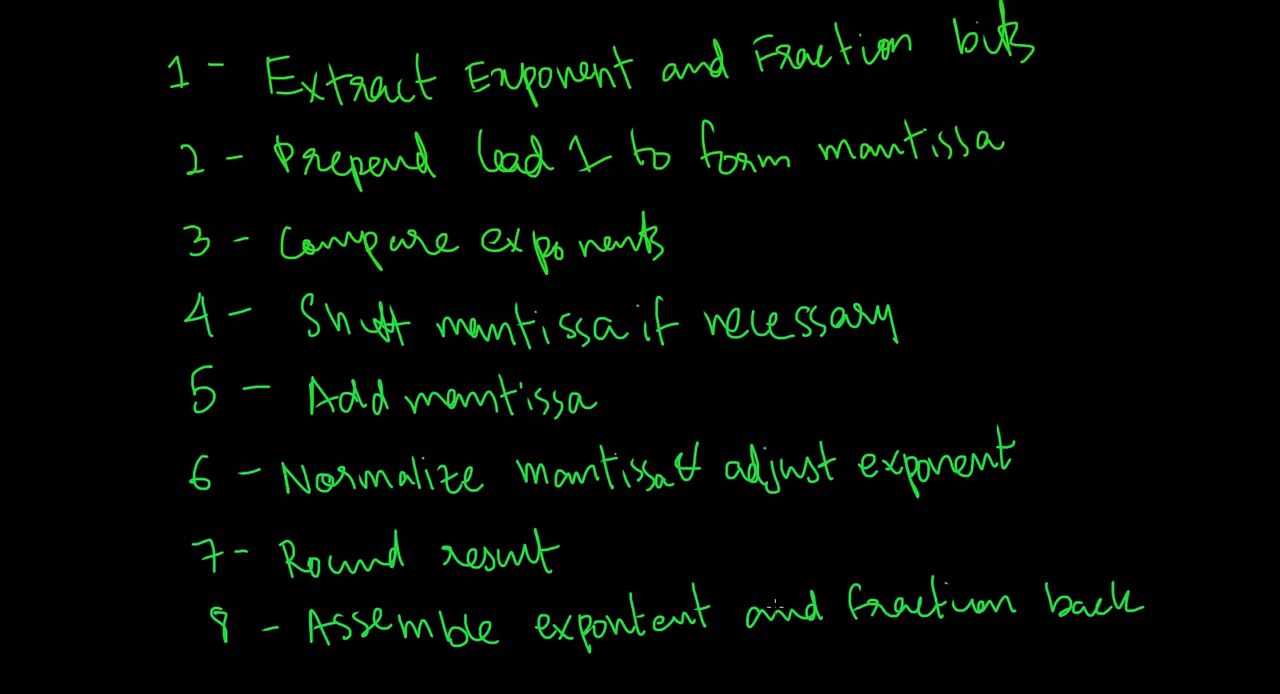 1 - Extract Exponent and Fraction bits
2 - Prepend lead 1 to form mantissa
3 - Compare exponents
4 - Shift mantissa if necessary
5 - Add mantissa
6 - Normalize mantissa & adjust exponent
7 - Round result
8 - Assemble expontent and fraction back